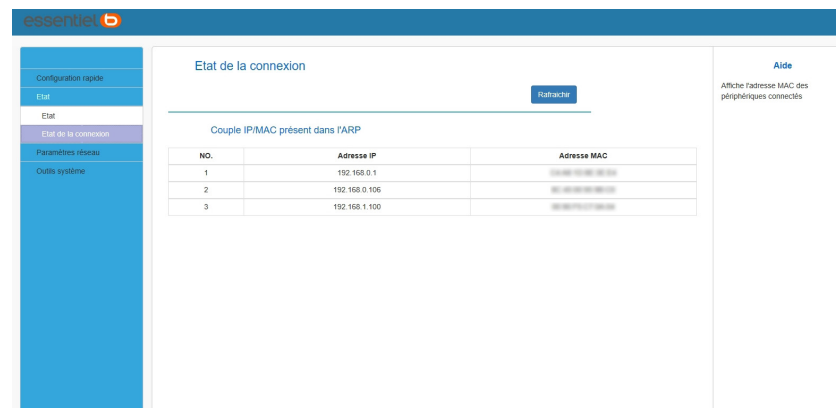 essentiel b
Configuration rapide
Etat
Etat
Etat de la connexion
Paramètres réseau
Outils système
Etat de la connexion
Rafraichir
Couple IP/MAC présent dans l'ARP
NO. Adresse IP Adresse MAC
1 192.168.0.1
2 192.168.0.106
3 192.168.1.100
Aide
Affiche l'adresse MAC des
périphériques connectés